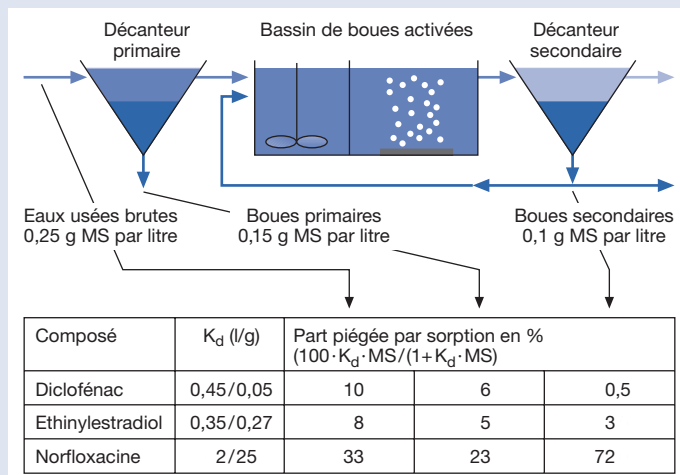 Décanteur
primaire
Bassin de boues activées
Décanteur
secondaire
Eaux usées brutes
0,25 g MS par litre
Boues primaires
0,15 g MS par litre
Boues secondaires
0,1 g MS par litre
Composé
K_d (l/g)
Part piégée par sorption en %
(100·K_d·MS/(1+K_d·MS)
Diclofénac 0,45/0,05 10 6 0,5
Ethinylestradiol 0,35/0,27 8 5 3
Norfloxacine 2/25 33 23 72